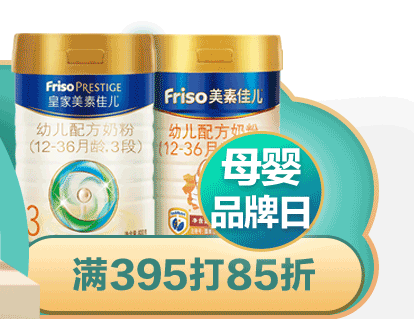 Friso PRESTIGE
皇家美素佳儿
幼儿配方奶粉
(12-36月龄.3段)
3
Friso美素佳儿
幼儿配方奶粉
(12-36月龄
母婴
品牌日
满395打85折